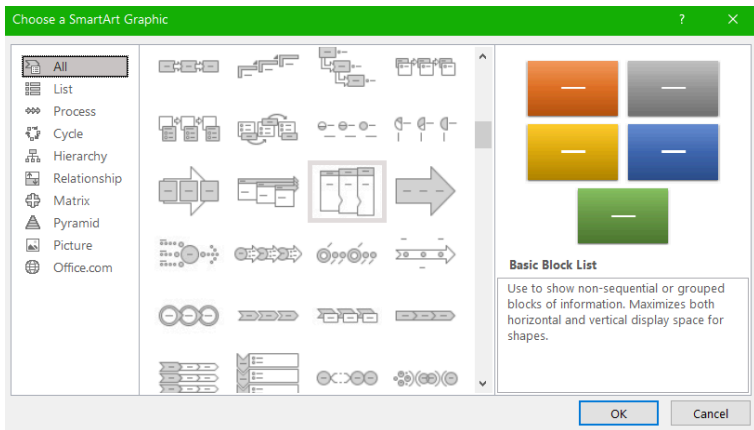 Choose a SmartArt Graphic
?
All
List
Process
Cycle
Hierarchy
Relationship
Matrix
Pyramid
Picture
Office.com
Basic Block List
Use to show non-sequential or grouped
blocks of information. Maximizes both
horizontal and vertical display space for
shapes.
OK
Cancel